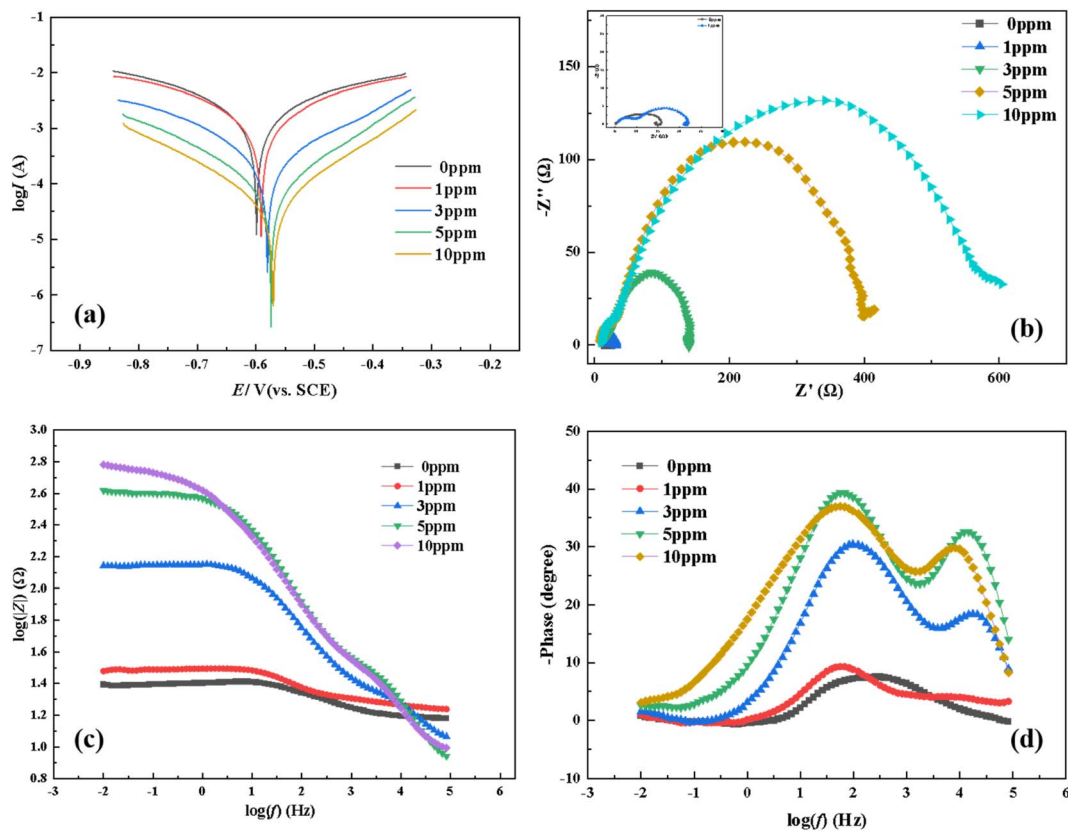 -1
-2
-3
-4
-5
-6
-7
logI (A)
0ppm
1ppm
3ppm
5ppm
10ppm
(a)
-0.9 -0.8 -0.7 -0.6 -0.5 -0.4 -0.3 -0.2
E/ V(vs. SCE)
150
100
50
0
-Z'' (Ω)
0ppm
1ppm
3ppm
5ppm
10ppm
(b)
0 200 400 600
Z' (Ω)
3.0
2.8
2.6
2.4
2.2
2.0
1.8
1.6
1.4
1.2
1.0
0.8
log(|Z|) (Ω)
0ppm
1ppm
3ppm
5ppm
10ppm
(c)
-3 -2 -1 0 1 2 3 4 5 6
log(f) (Hz)
50
40
30
20
10
0
-10
-Phase (degree)
0ppm
1ppm
3ppm
5ppm
10ppm
(d)
-3 -2 -1 0 1 2 3 4 5 6
log(f) (Hz)